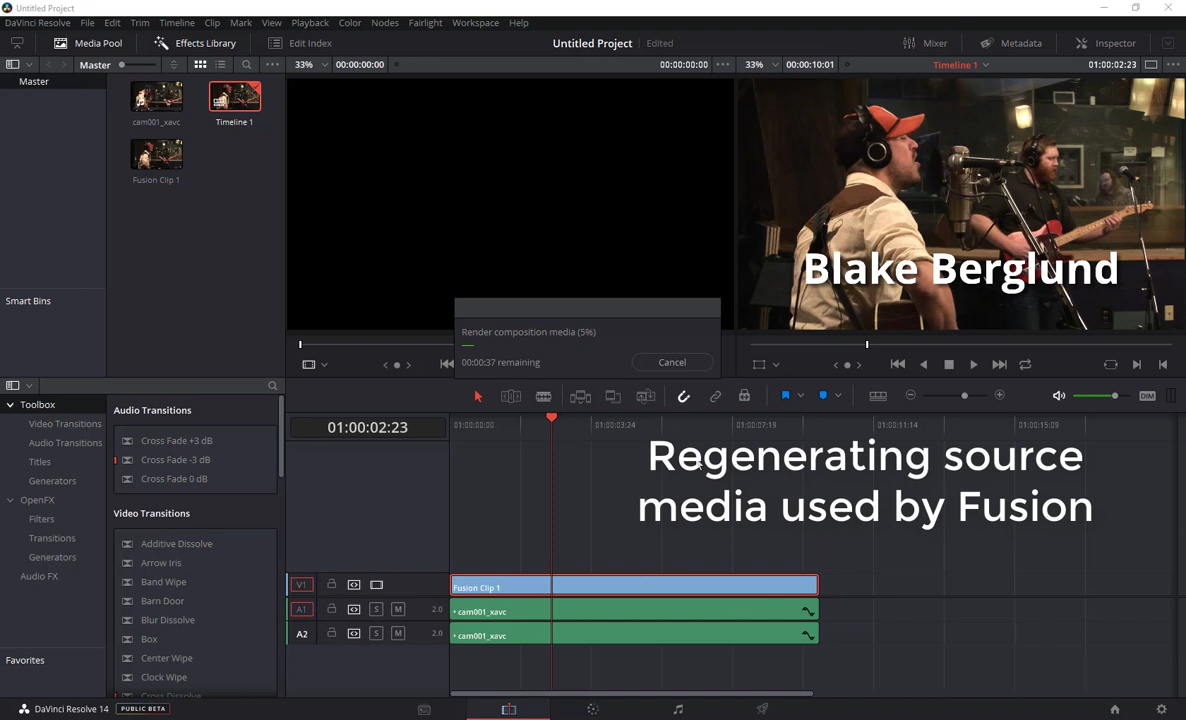 Untitled Project
DaVinci Resolve File Edit Trim Timeline Clip Mark View Playback Color Nodes Fairlight Workspace Help
Media Pool Effects Library Edit Index Untitled Project Edited Mixer Metadata Inspector
Master 33% 00:00:00:00 00:00:00:00 33% 00:00:10:01 Timeline 1 01:00:02:23
Master
cam001_xavc Timeline 1
Fusion Clip 1
Blake Berglund
Smart Bins
Render composition media (5%)
00:00:37 remaining Cancel
Toolbox
Video Transitions
Audio Transitions
Titles
Generators
OpenFX
Filters
Transitions
Generators
Audio FX
Favorites
Audio Transitions
Cross Fade +3 dB
Cross Fade -3 dB
Cross Fade 0 dB
Video Transitions
Additive Dissolve
Arrow Iris
Band Wipe
Barn Door
Blur Dissolve
Box
Center Wipe
Clock Wipe
Cross Dissolve
DIM
01:00:02:23 01:00:00:00 01:00:03:24 01:00:07:19 01:00:11:14 01:00:15:09
Regenerating source
media used by Fusion
V1 Fusion Clip 1
A1 S M 2.0 • cam001_xavc
A2 S M 2.0 • cam001_xavc
DaVinci Resolve 14 PUBLIC BETA